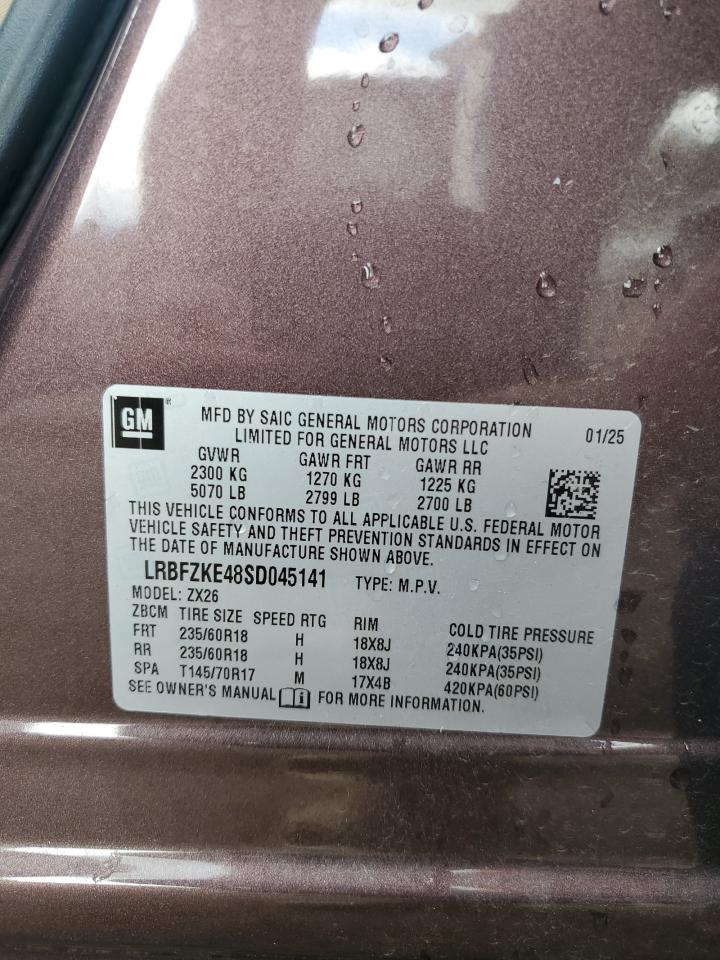 GM
MFD BY SAIC GENERAL MOTORS CORPORATION
LIMITED FOR GENERAL MOTORS LLC
01/25
GVWR GAWR FRT GAWR RR
2300 KG 1270 KG 1225 KG
5070 LB 2799 LB 2700 LB
THIS VEHICLE CONFORMS TO ALL APPLICABLE U.S. FEDERAL MOTOR
VEHICLE SAFETY AND THEFT PREVENTION STANDARDS IN EFFECT ON
THE DATE OF MANUFACTURE SHOWN ABOVE.
LRBFZKE48SD045141 TYPE: M.P.V.
MODEL: ZX26
ZBCM TIRE SIZE SPEED RTG RIM COLD TIRE PRESSURE
FRT 235/60R18 H 18X8J 240KPA(35PSI)
RR 235/60R18 H 18X8J 240KPA(35PSI)
SPA T145/70R17 M 17X4B 420KPA(60PSI)
SEE OWNER'S MANUAL i FOR MORE INFORMATION.